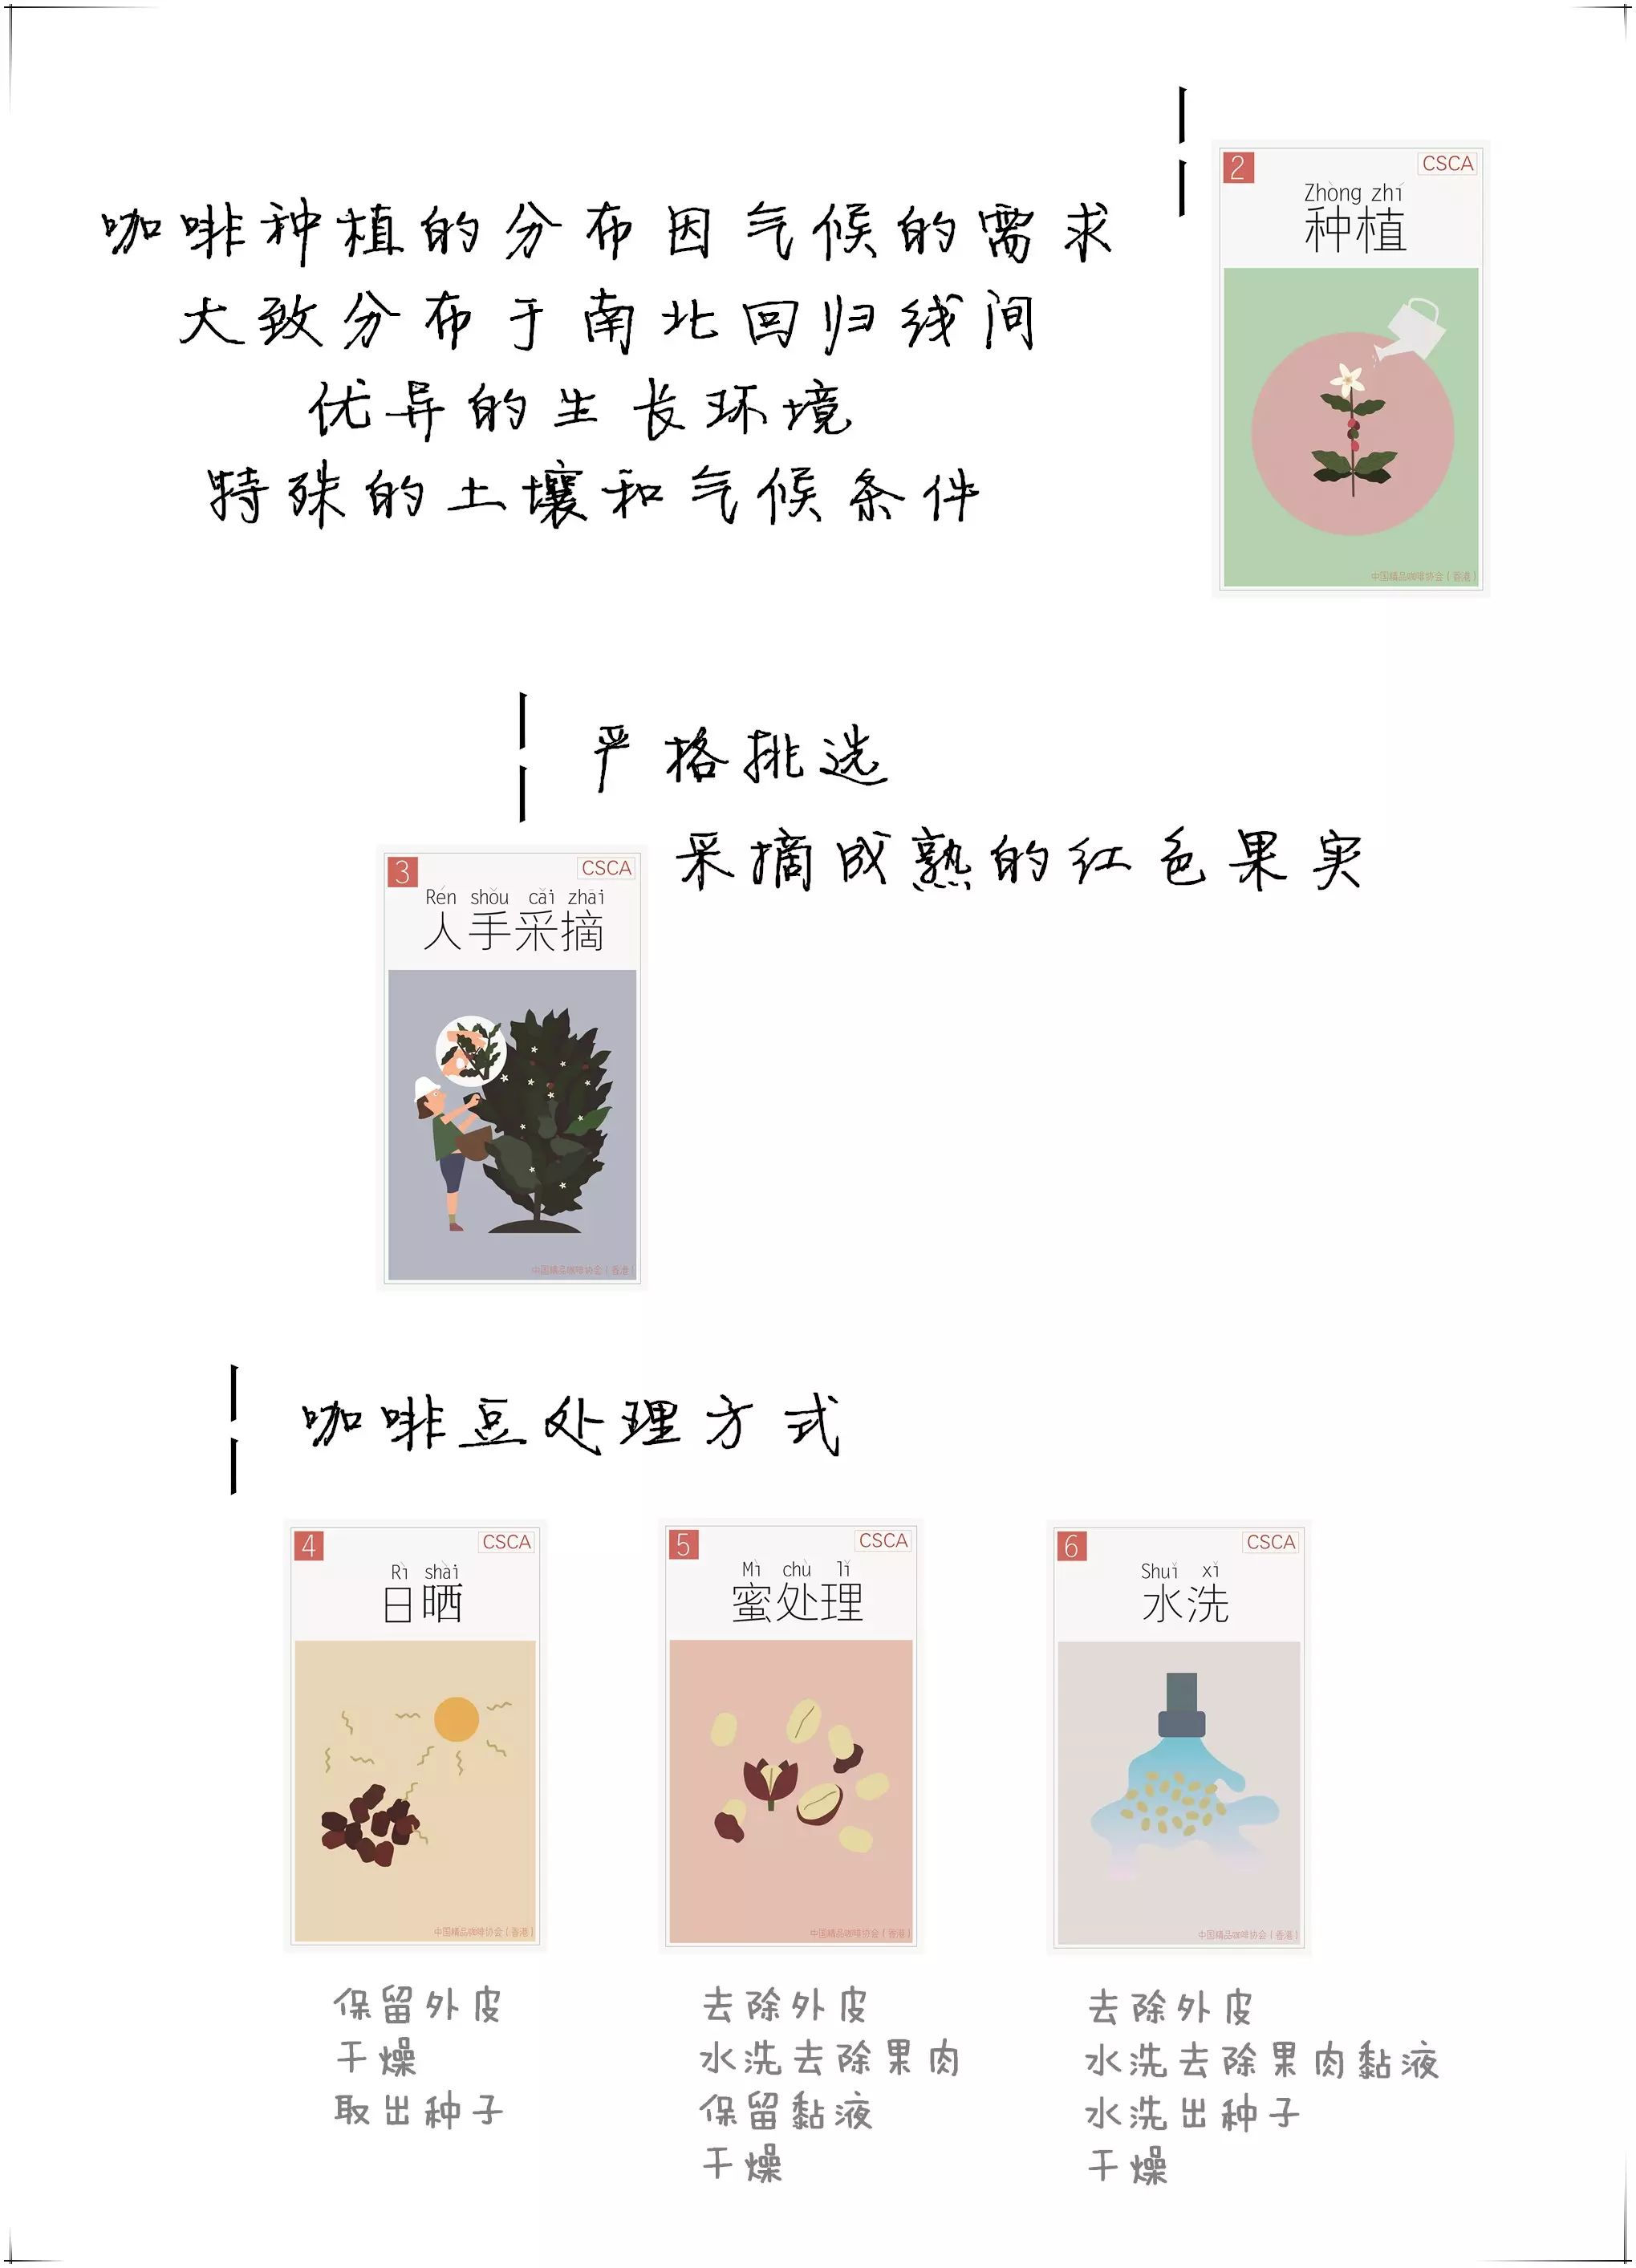 咖啡种植的分布因气候的需求
大致分布于南北回归线间
优异的生长环境
特殊的土壤和气候条件
2
CSCA
Zhòng zhí
种植
中国精品咖啡协会（香港）
严格挑选
采摘成熟的红色果实
3
CSCA
Rén shǒu cǎi zhāi
人手采摘
中国精品咖啡协会（香港）
咖啡豆处理方式
4
CSCA
Rì shài
日晒
中国精品咖啡协会（香港）
保留外皮
干燥
取出种子
5
CSCA
Mì chù lǐ
蜜处理
中国精品咖啡协会（香港）
去除外皮
水洗去除果肉
保留黏液
干燥
6
CSCA
Shuǐ xǐ
水洗
中国精品咖啡协会（香港）
去除外皮
水洗去除果肉黏液
水洗出种子
干燥